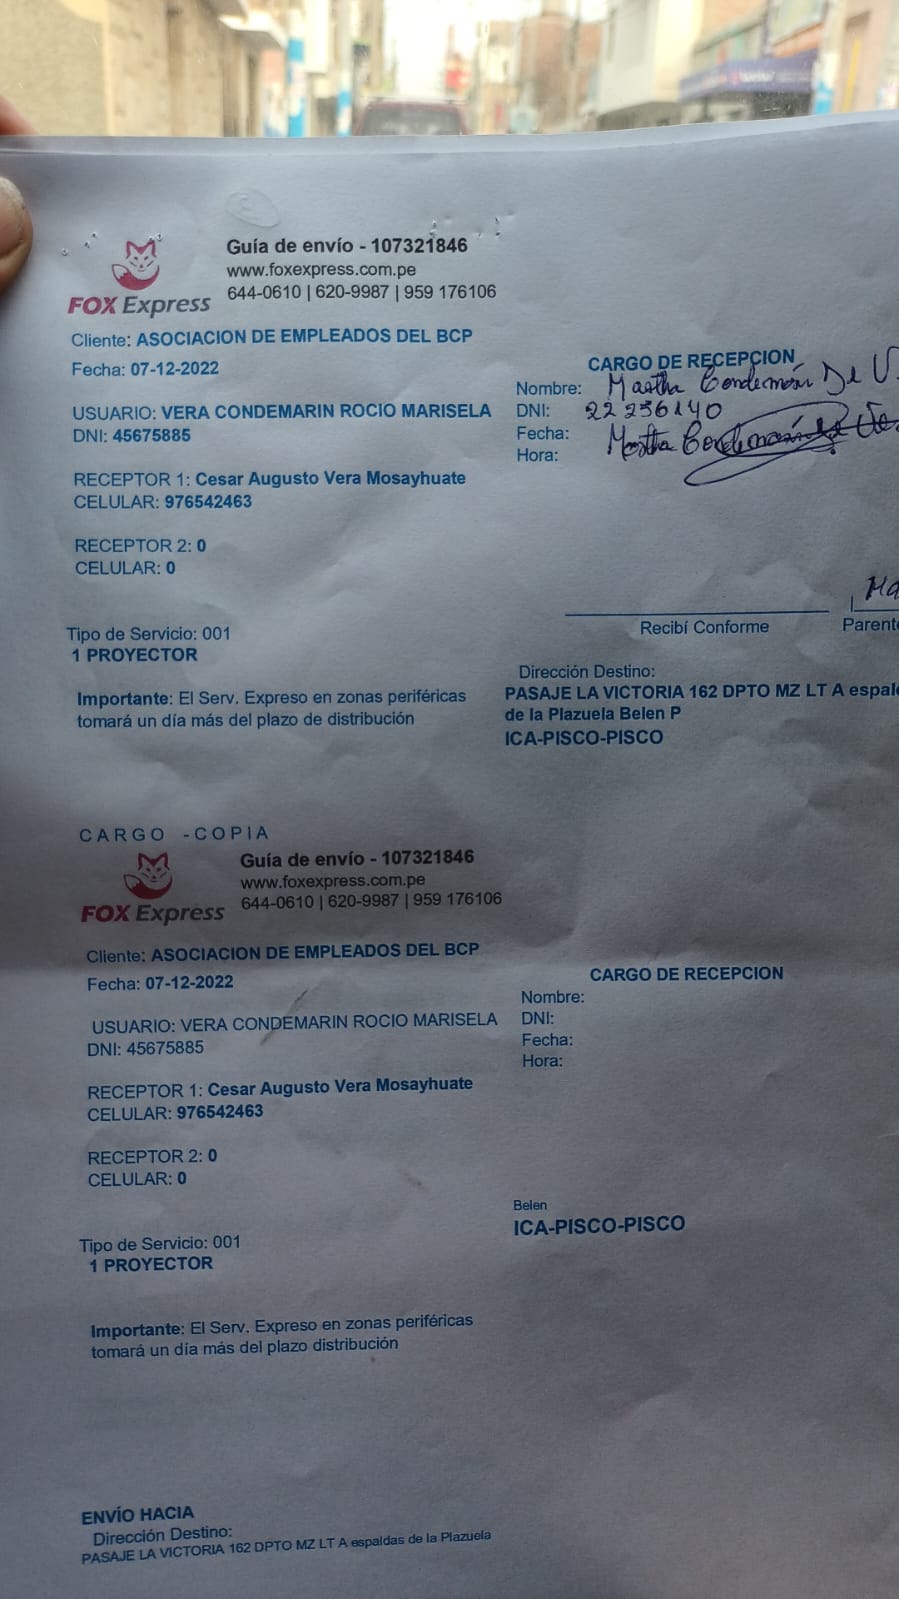 Guía de envío - 107321846
www.foxexpress.com.pe
644-0610 | 620-9987 | 959 176106
FOX Express
Cliente: ASOCIACION DE EMPLEADOS DEL BCP
Fecha: 07-12-2022
USUARIO: VERA CONDEMARIN ROCIO MARISELA
DNI: 45675885
RECEPTOR 1: Cesar Augusto Vera Mosayhuate
CELULAR: 976542463
RECEPTOR 2: 0
CELULAR: 0
CARGO DE RECEPCION
Nombre: Martha Condemarín De V.
DNI: 22236140
Fecha: Martha
Hora:
Recibí Conforme
Tipo de Servicio: 001
1 PROYECTOR
Importante: El Serv. Expreso en zonas periféricas
tomará un día más del plazo de distribución
Dirección Destino:
PASAJE LA VICTORIA 162 DPTO MZ LT A
de la Plazuela Belen P
ICA-PISCO-PISCO
CARGO -COPIA
Guía de envío - 107321846
www.foxexpress.com.pe
644-0610 | 620-9987 | 959 176106
FOX Express
Cliente: ASOCIACION DE EMPLEADOS DEL BCP
Fecha: 07-12-2022
USUARIO: VERA CONDEMARIN ROCIO MARISELA
DNI: 45675885
RECEPTOR 1: Cesar Augusto Vera Mosayhuate
CELULAR: 976542463
RECEPTOR 2: 0
CELULAR: 0
CARGO DE RECEPCION
Nombre:
DNI:
Fecha:
Hora:
Belen
ICA-PISCO-PISCO
Tipo de Servicio: 001
1 PROYECTOR
Importante: El Serv. Expreso en zonas periféricas
tomará un día más del plazo distribución
ENVÍO HACIA
Dirección Destino:
PASAJE LA VICTORIA 162 DPTO MZ LT A espaldas de la Plazuela